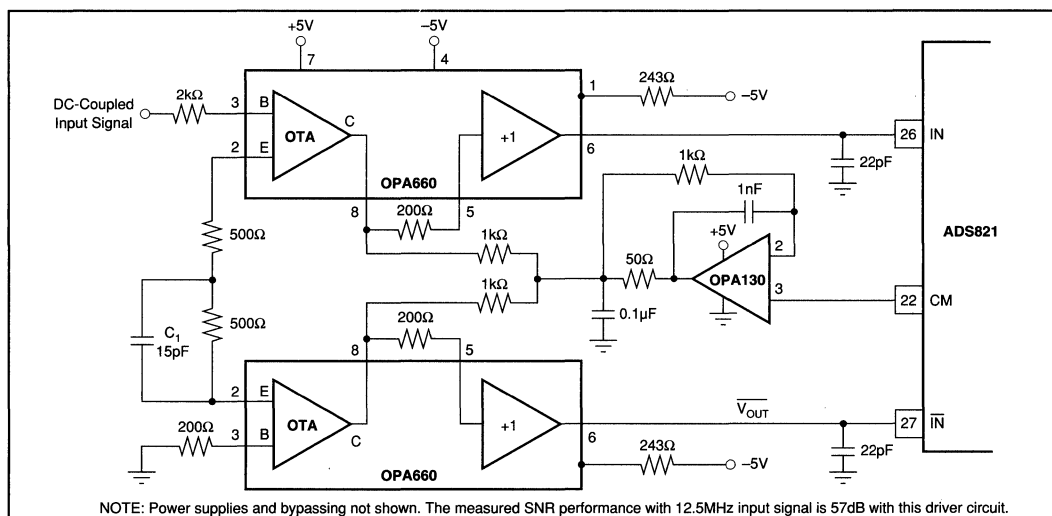 +5V
–5V
7
4
DC-Coupled
Input Signal
2kΩ
3
B
OTA
C
2
E
+1
1
243Ω
–5V
6
OPA660
8
200Ω
5
26
IN
22pF
1kΩ
1nF
ADS821
500Ω
1kΩ
50Ω
+5V
2
OPA130
3
22
CM
1kΩ
0.1µF
500Ω
C1
15pF
200Ω
8
5
2
E
OTA
C
3
B
200Ω
+1
6
VOUT
27
IN
22pF
243Ω
–5V
OPA660
NOTE: Power supplies and bypassing not shown. The measured SNR performance with 12.5MHz input signal is 57dB with this driver circuit.